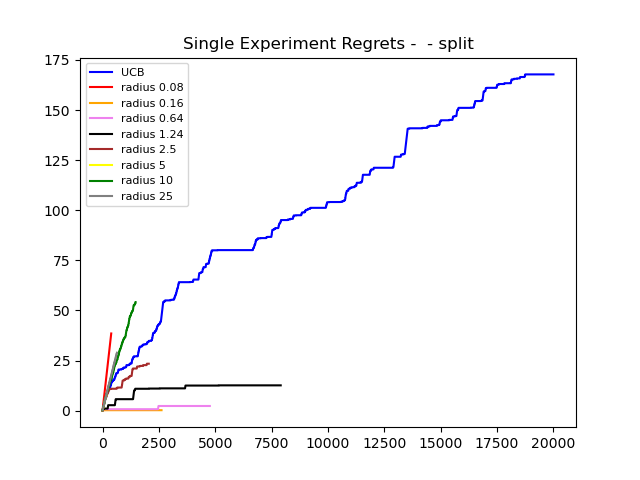 Single Experiment Regrets -  - split
175
150
125
100
75
50
25
0
UCB
radius 0.08
radius 0.16
radius 0.64
radius 1.24
radius 2.5
radius 5
radius 10
radius 25
0 2500 5000 7500 10000 12500 15000 17500 20000